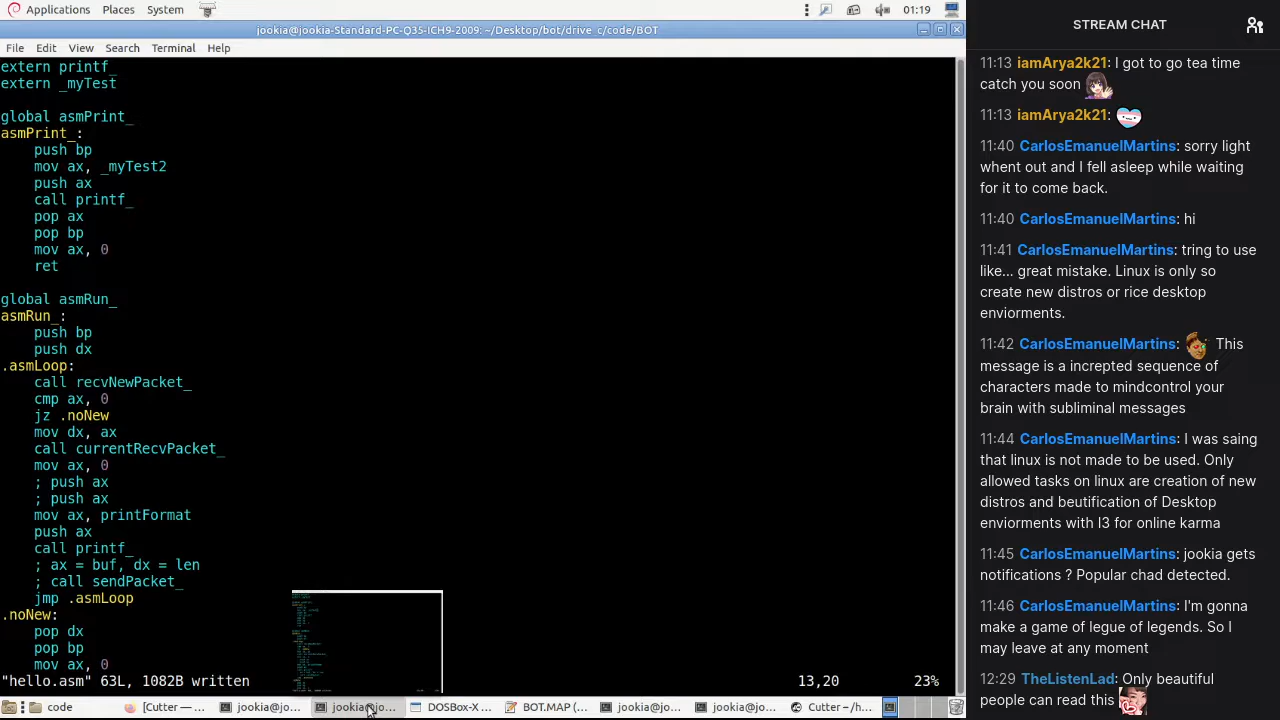 Applications Places System 01:19
jookia@jookia-Standard-PC-Q35-ICH9-2009: ~/Desktop/bot/drive_c/code/BOT
File Edit View Search Terminal Help
extern printf_
extern _myTest
global asmPrint_
asmPrint_:
push bp
mov ax, _myTest2
push ax
call printf_
pop ax
pop bp
mov ax, 0
ret
global asmRun_
asmRun_:
push bp
push dx
.asmLoop:
call recvNewPacket_
cmp ax, 0
jz .noNew
mov dx, ax
call currentRecvPacket_
mov ax, 0
; push ax
; push ax
mov ax, printFormat
push ax
call printf_
; ax = buf, dx = len
; call sendPacket_
jmp .asmLoop
.noNew:
pop dx
pop bp
mov ax, 0
"hello.asm" 63L, 1082B written 13,20 23%
code [Cutter —... jookia@jo... jookia@jo... DOSBox-X ... BOT.MAP (... jookia@jo... jookia@jo... Cutter – /h...
STREAM CHAT
11:13 iamArya2k21: I got to go tea time
catch you soon
11:13 iamArya2k21:
11:40 CarlosEmanuelMartins: sorry light
whent out and I fell asleep while waiting
for it to come back.
11:40 CarlosEmanuelMartins: hi
11:41 CarlosEmanuelMartins: tring to use
like... great mistake. Linux is only so
create new distros or rice desktop
enviorments.
11:42 CarlosEmanuelMartins: This
message is a increpted sequence of
characters made to mindcontrol your
brain with subliminal messages
11:44 CarlosEmanuelMartins: I was saing
that linux is not made to be used. Only
allowed tasks on linux are creation of new
distros and beutification of Desktop
enviorments with I3 for online karma
11:45 CarlosEmanuelMartins: jookia gets
notifications ? Popular chad detected.
11:46 CarlosEmanuelMartins: I'm gonna
make a game of legue of legends. So I
may leave at any moment
12:29 TheListenLad: Only beautiful
people can read this